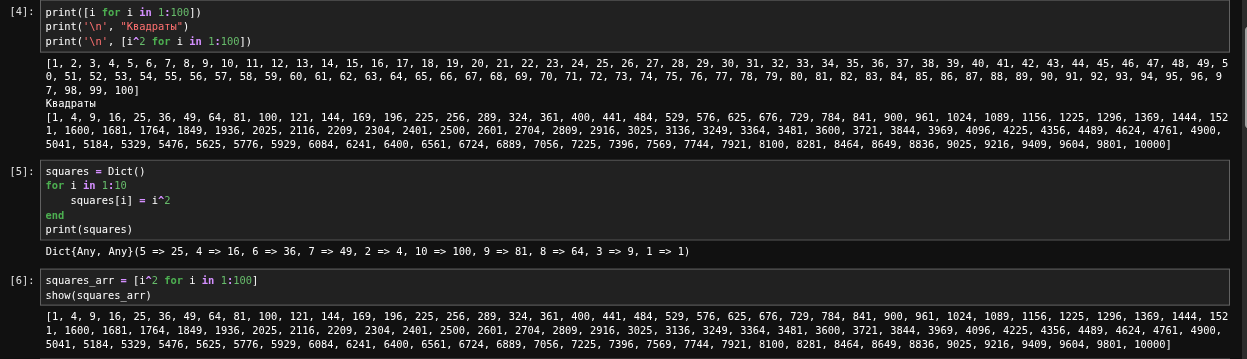 [4]: print([i for i in 1:100])
print('\n', "Квадраты")
print('\n', [i^2 for i in 1:100])
[1, 2, 3, 4, 5, 6, 7, 8, 9, 10, 11, 12, 13, 14, 15, 16, 17, 18, 19, 20, 21, 22, 23, 24, 25, 26, 27, 28, 29, 30, 31, 32, 33, 34, 35, 36, 37, 38, 39, 40, 41, 42, 43, 44, 45, 46, 47, 48, 49, 5
0, 51, 52, 53, 54, 55, 56, 57, 58, 59, 60, 61, 62, 63, 64, 65, 66, 67, 68, 69, 70, 71, 72, 73, 74, 75, 76, 77, 78, 79, 80, 81, 82, 83, 84, 85, 86, 87, 88, 89, 90, 91, 92, 93, 94, 95, 96, 9
7, 98, 99, 100]
Квадраты
[1, 4, 9, 16, 25, 36, 49, 64, 81, 100, 121, 144, 169, 196, 225, 256, 289, 324, 361, 400, 441, 484, 529, 576, 625, 676, 729, 784, 841, 900, 961, 1024, 1089, 1156, 1225, 1296, 1369, 1444, 152
1, 1600, 1681, 1764, 1849, 1936, 2025, 2116, 2209, 2304, 2401, 2500, 2601, 2704, 2809, 2916, 3025, 3136, 3249, 3364, 3481, 3600, 3721, 3844, 3969, 4096, 4225, 4356, 4489, 4624, 4761, 4900,
5041, 5184, 5329, 5476, 5625, 5776, 5929, 6084, 6241, 6400, 6561, 6724, 6889, 7056, 7225, 7396, 7569, 7744, 7921, 8100, 8281, 8464, 8649, 8836, 9025, 9216, 9409, 9604, 9801, 10000]
[5]: squares = Dict()
for i in 1:10
    squares[i] = i^2
end
print(squares)
Dict{Any, Any}(5 => 25, 4 => 16, 6 => 36, 7 => 49, 2 => 4, 10 => 100, 9 => 81, 8 => 64, 3 => 9, 1 => 1)
[6]: squares_arr = [i^2 for i in 1:100]
show(squares_arr)
[1, 4, 9, 16, 25, 36, 49, 64, 81, 100, 121, 144, 169, 196, 225, 256, 289, 324, 361, 400, 441, 484, 529, 576, 625, 676, 729, 784, 841, 900, 961, 1024, 1089, 1156, 1225, 1296, 1369, 1444, 152
1, 1600, 1681, 1764, 1849, 1936, 2025, 2116, 2209, 2304, 2401, 2500, 2601, 2704, 2809, 2916, 3025, 3136, 3249, 3364, 3481, 3600, 3721, 3844, 3969, 4096, 4225, 4356, 4489, 4624, 4761, 4900,
5041, 5184, 5329, 5476, 5625, 5776, 5929, 6084, 6241, 6400, 6561, 6724, 6889, 7056, 7225, 7396, 7569, 7744, 7921, 8100, 8281, 8464, 8649, 8836, 9025, 9216, 9409, 9604, 9801, 10000]